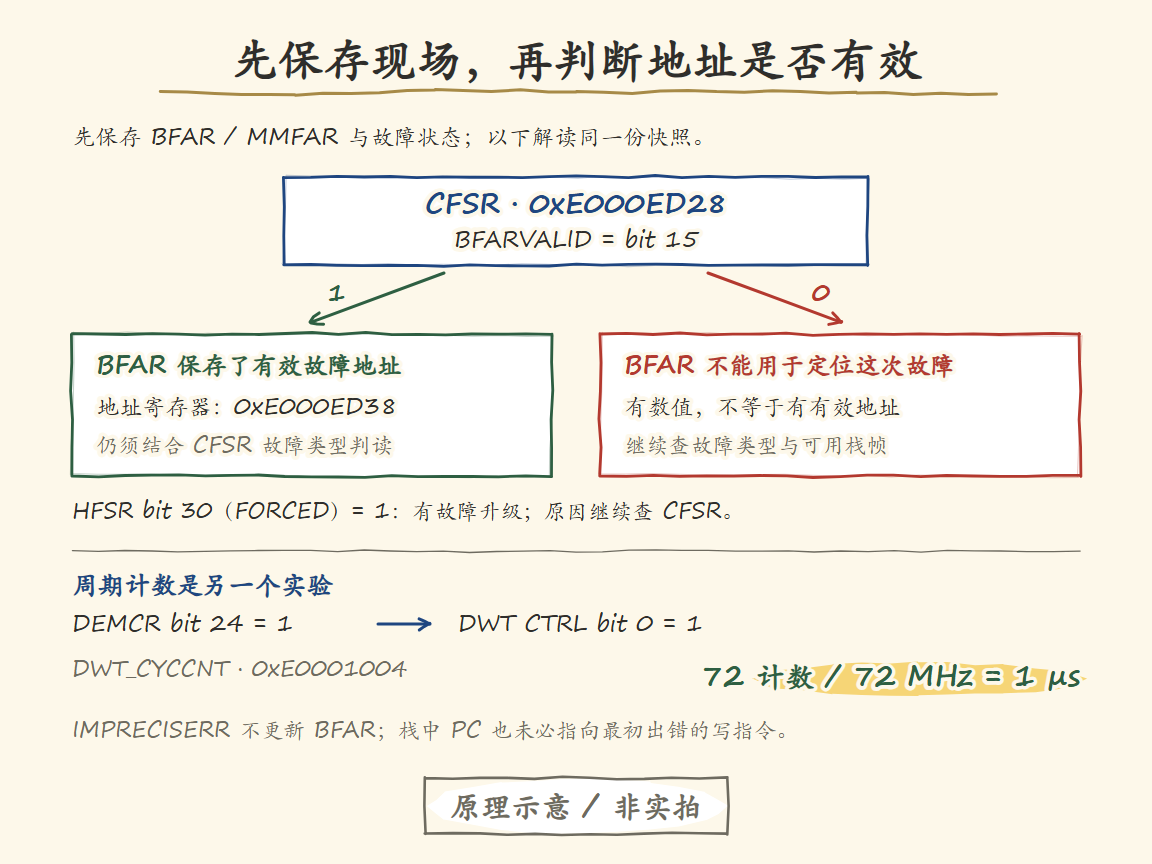 先保存现场，再判断地址是否有效
先保存 BFAR / MMFAR 与故障状态；以下解读同一份快照。
CFSR · 0xE000ED28
BFARVALID = bit 15
1
0
BFAR 保存了有效故障地址
地址寄存器：0xE000ED38
仍须结合 CFSR 故障类型判读
BFAR 不能用于定位这次故障
有数值，不等于有有效地址
继续查故障类型与可用栈帧
HFSR bit 30（FORCED）= 1：有故障升级；原因继续查 CFSR。
周期计数是另一个实验
DEMCR bit 24 = 1
DWT CTRL bit 0 = 1
DWT_CYCCNT · 0xE0001004
72 计数 / 72 MHz = 1 µs
IMPRECISERR 不更新 BFAR；栈中 PC 也未必指向最初出错的写指令。
原理示意 / 非实拍